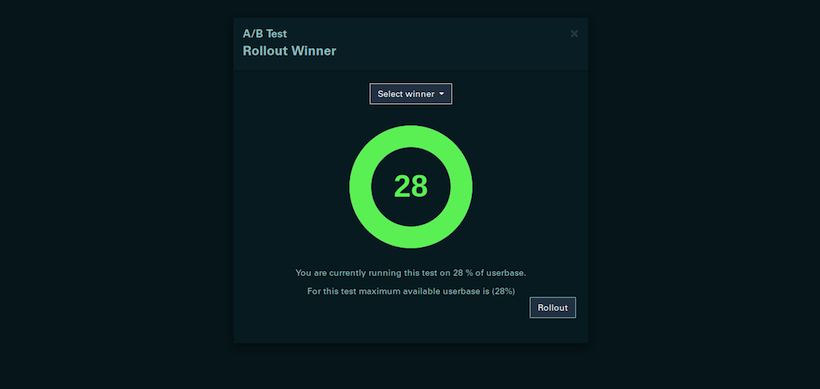 A/B Test
Rollout Winner
×
Select winner
28
You are currently running this test on 28 % of userbase.
For this test maximum available userbase is (28%)
Rollout